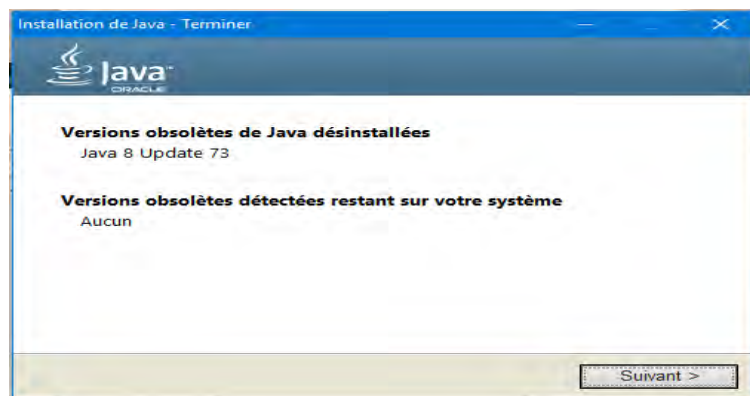 Installation de Java - Terminer
Java™
ORACLE
Versions obsolètes de Java désinstallées
Java 8 Update 73
Versions obsolètes détectées restant sur votre système
Aucun
Suivant >